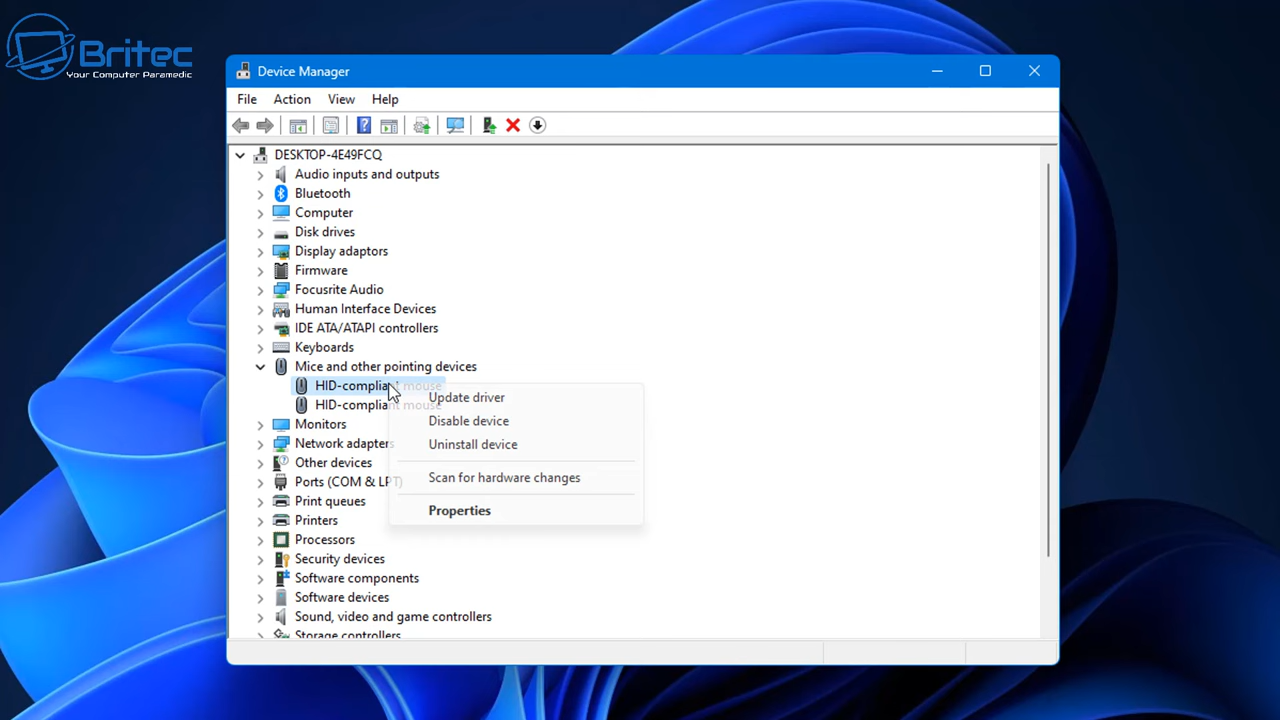 Britec
Your Computer Paramedic
Device Manager
File Action View Help
DESKTOP-4E49FCQ
Audio inputs and outputs
Bluetooth
Computer
Disk drives
Display adaptors
Firmware
Focusrite Audio
Human Interface Devices
IDE ATA/ATAPI controllers
Keyboards
Mice and other pointing devices
HID-compliant mouse
HID-compliant mouse
Monitors
Network adapters
Other devices
Ports (COM & LPT)
Print queues
Printers
Processors
Security devices
Software components
Software devices
Sound, video and game controllers
Storage controllers
Update driver
Disable device
Uninstall device
Scan for hardware changes
Properties